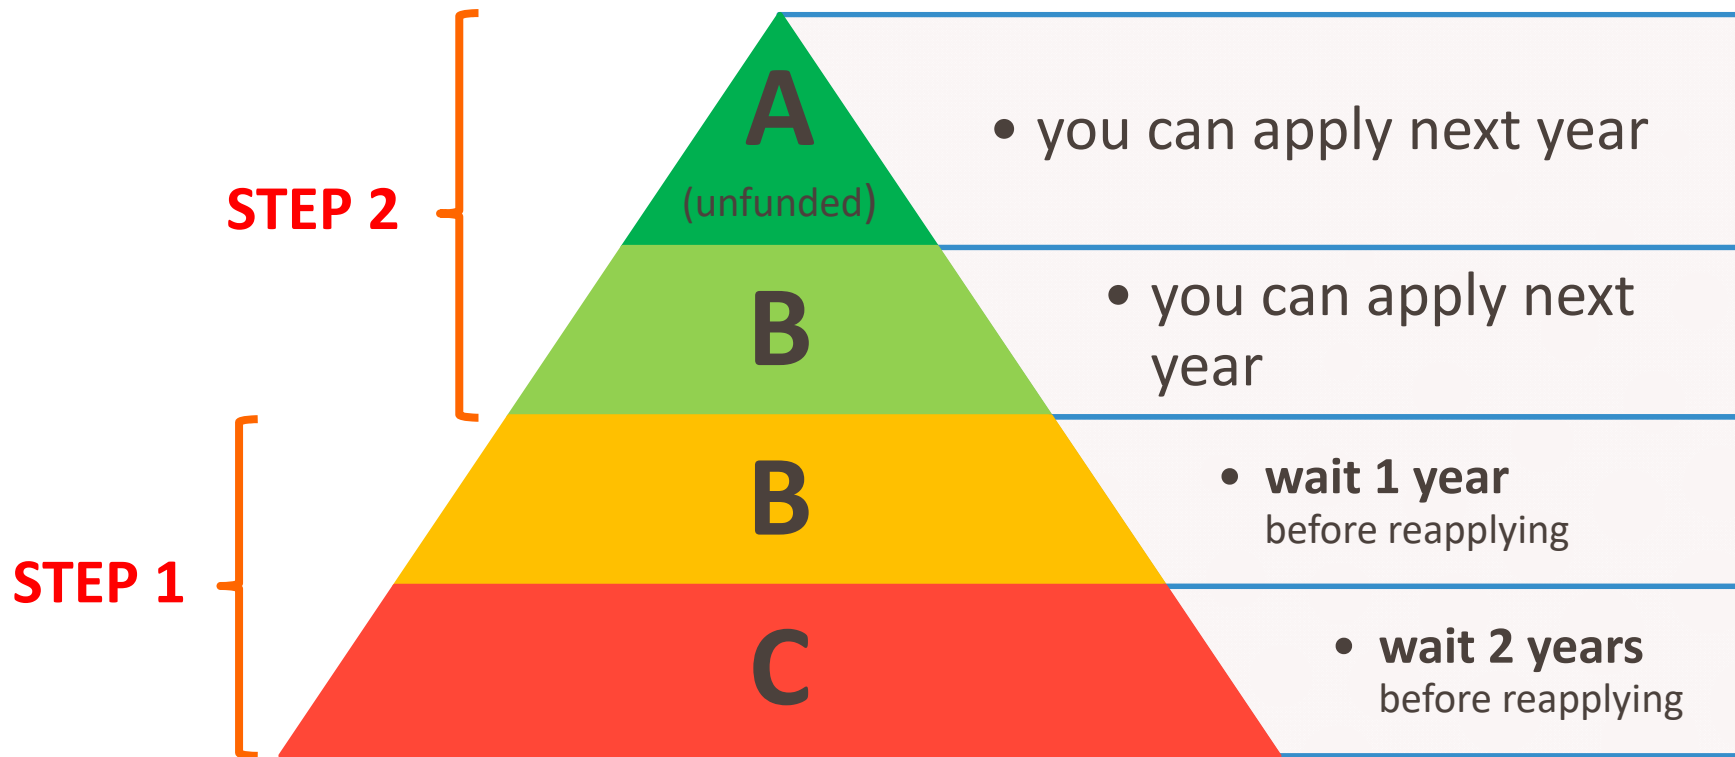 A
(unfunded)
• you can apply next year
STEP 2
B
• you can apply next
year
B
• wait 1 year
before reapplying
STEP 1
C
• wait 2 years
before reapplying